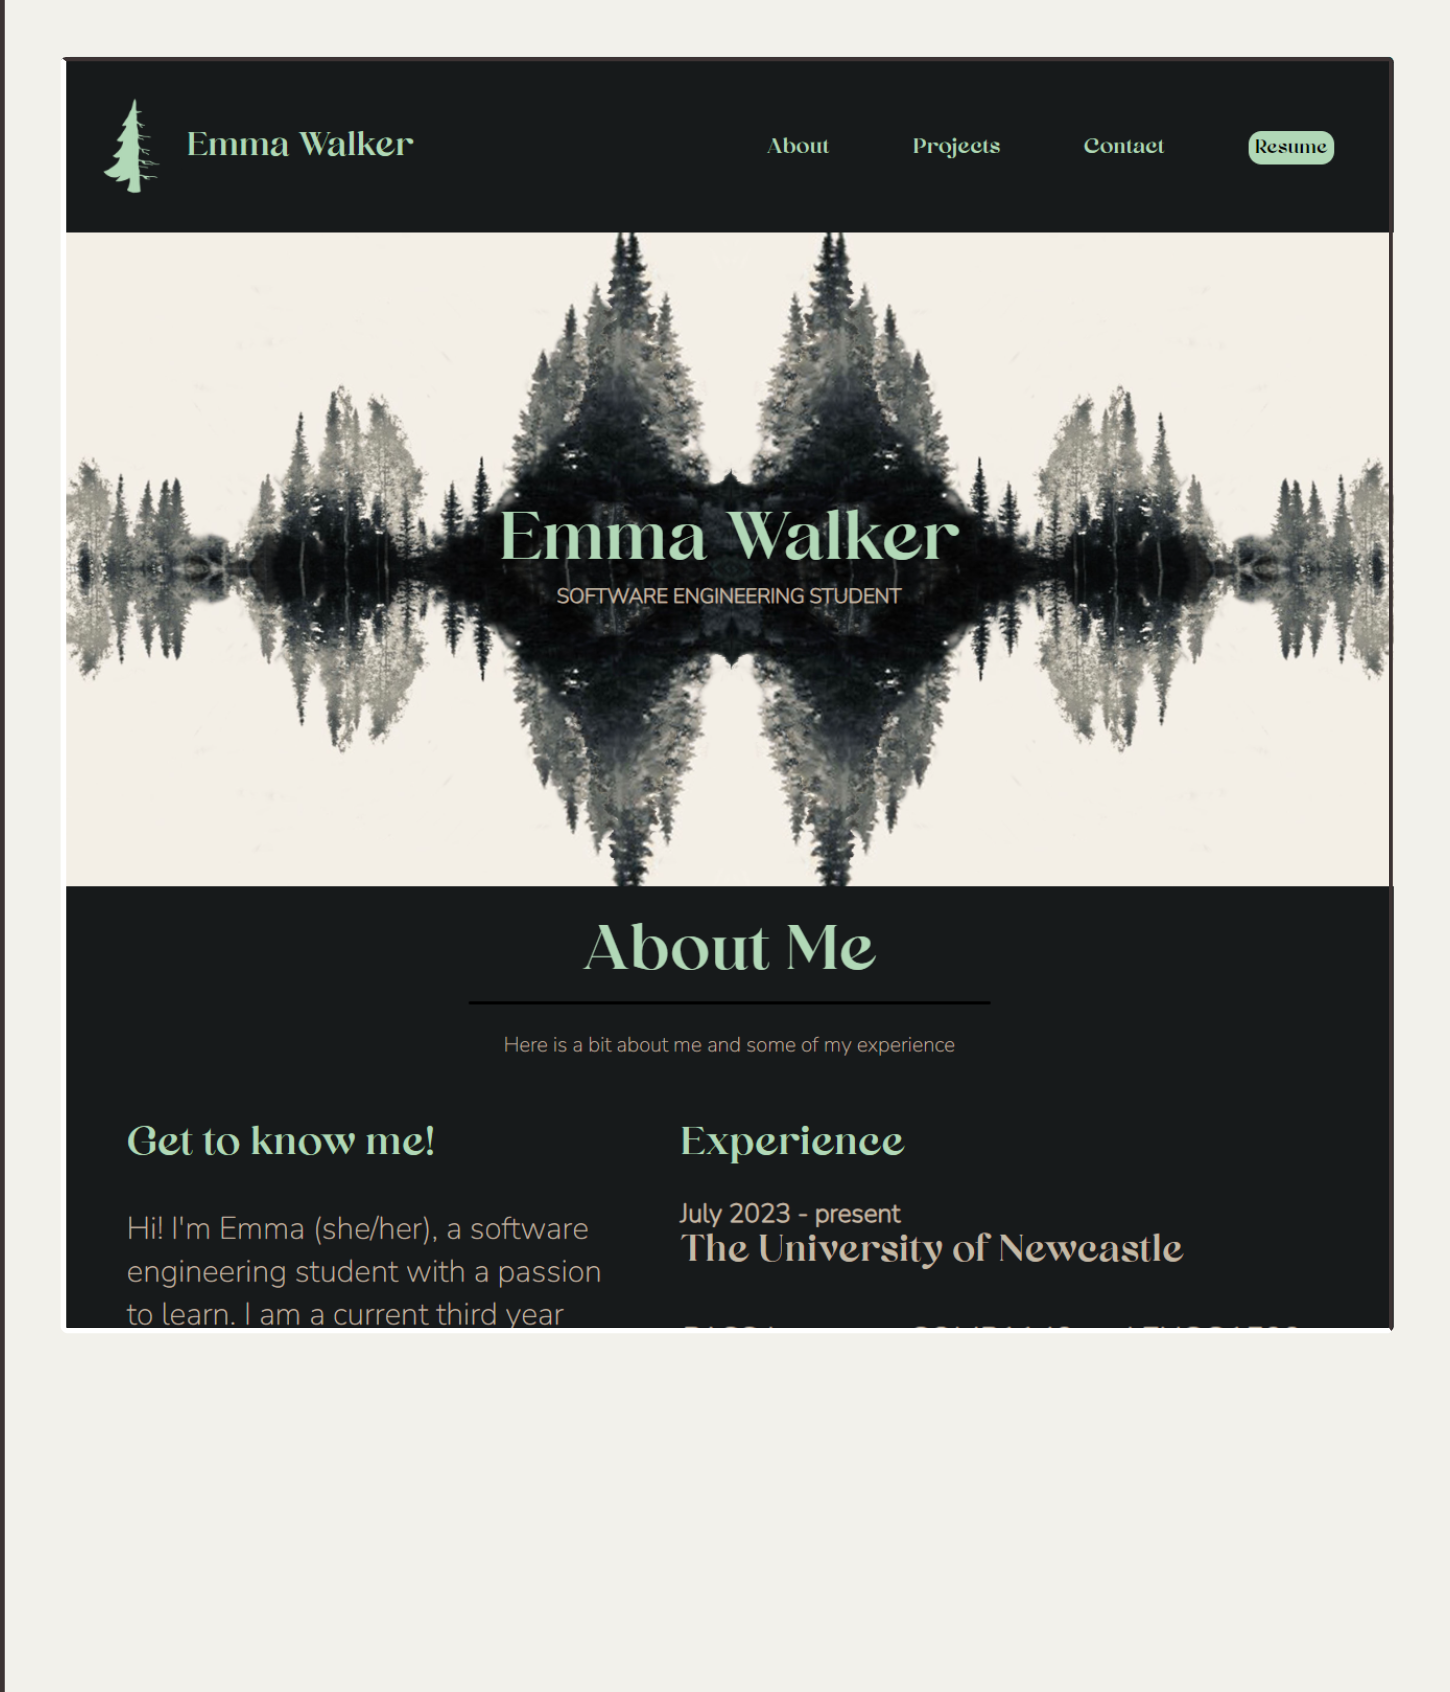 Emma Walker
About
Projects
Contact
Resume
Emma Walker
SOFTWARE ENGINEERING STUDENT
About Me
Here is a bit about me and some of my experience
Get to know me!
Hi! I'm Emma (she/her), a software
engineering student with a passion
to learn. I am a current third year
Experience
July 2023 - present
The University of Newcastle